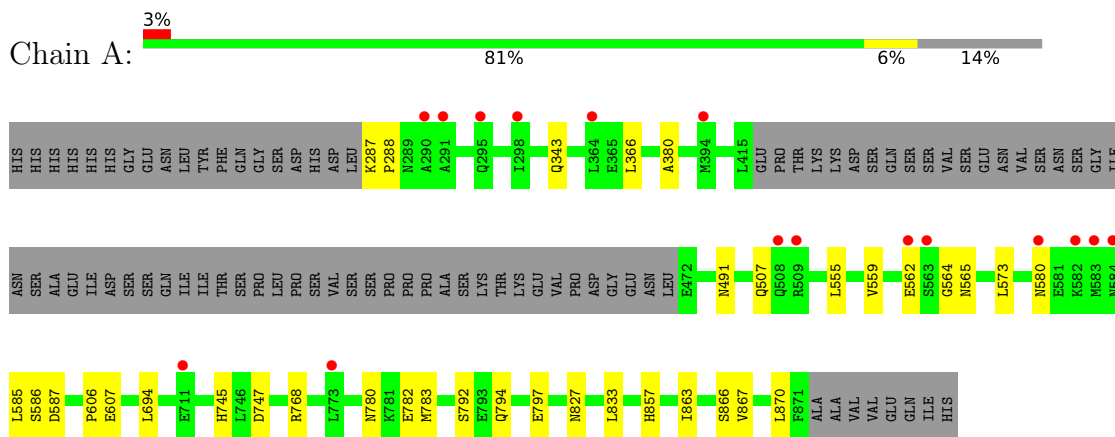 3%
Chain A:
81% 6% 14%
HIS HIS HIS HIS HIS HIS GLY GLU ASN LEU TYR PHE GLN GLY SER ASP HIS ASP LEU K287 P288 N289 A290 A291 Q295 I298 Q343 L364 E365 L366 A380 M394 L415 GLU PRO THR LYS LYS ASP SER GLN SER SER VAL SER GLU ASN VAL SER ASN SER GLY ILE
ASN SER ALA GLU ILE ASP SER SER GLN ILE ILE THR SER PRO LEU PRO VAL SER SER PRO PRO ALA SER LYS THR LYS GLU VAL PRO ASP GLY GLU ASN LEU E472 N491 Q507 Q508 R509 L555 V559 E562 S563 G564 N565 L573 N580 E581 K582 M583 N584
L585 S586 D587 P606 E607 L694 E711 H745 L746 D747 R768 L773 N780 K781 E782 M783 S792 E793 Q794 E797 N827 L833 H857 I863 S866 V867 L870 F871 ALA ALA VAL VAL GLU GLN ILE HIS